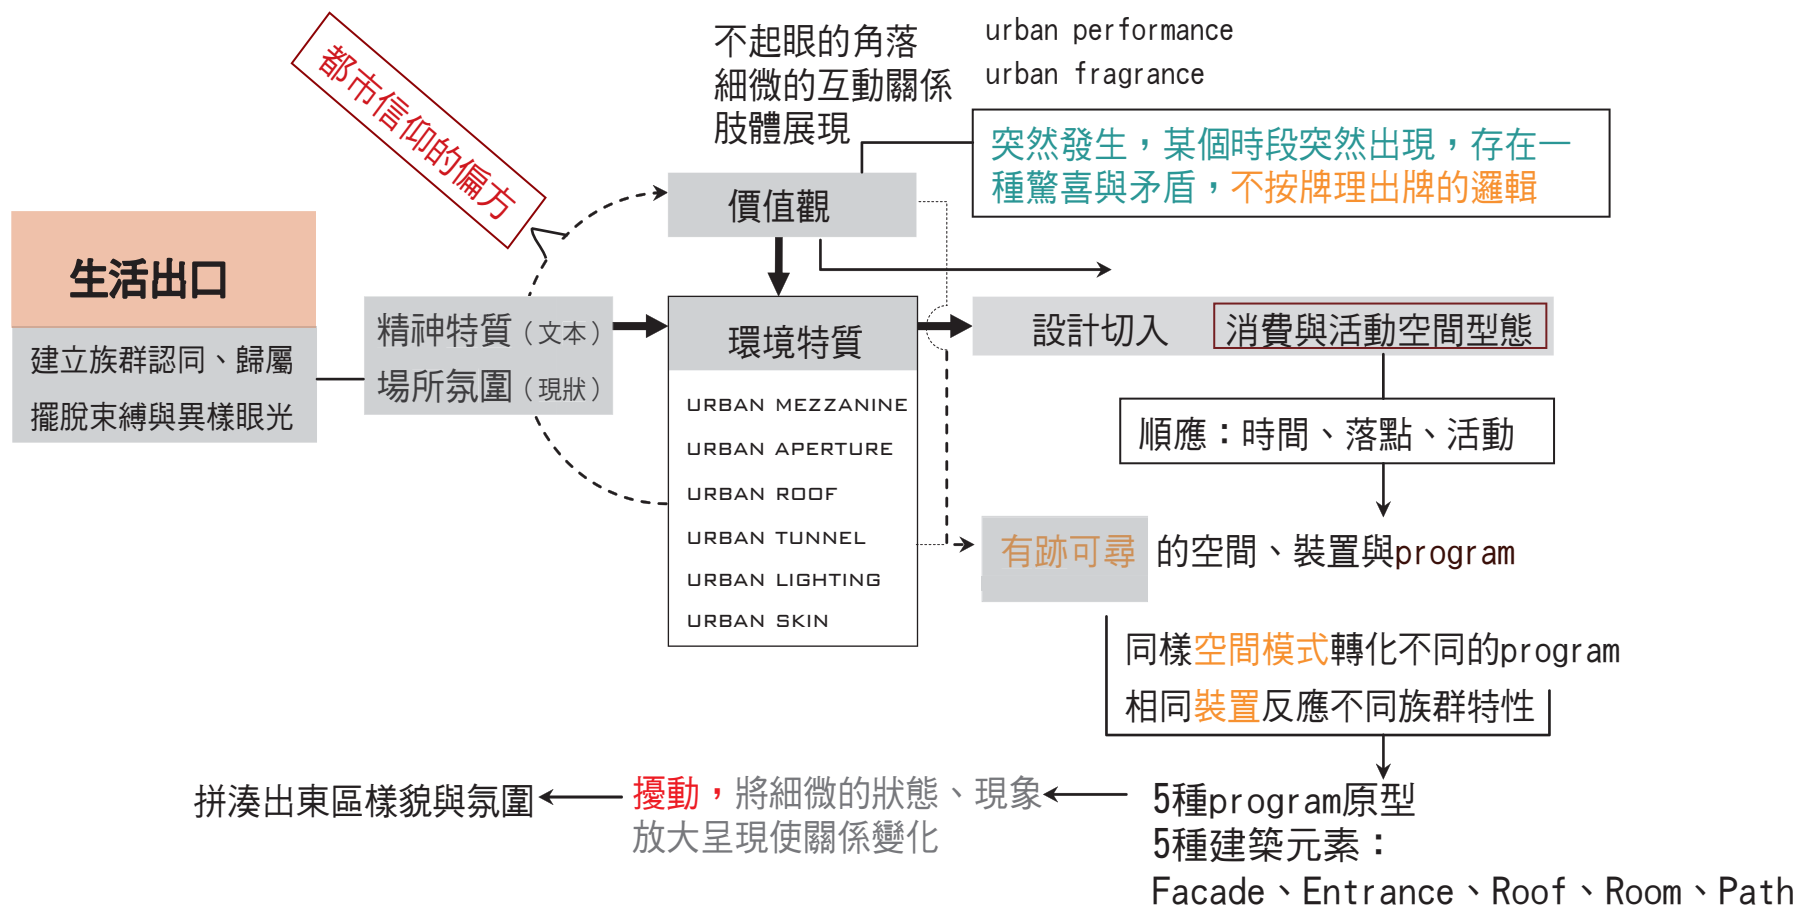 不起眼的角落
細微的互動關係
肢體展現
urban performance
urban fragrance
都市信仰的偏方
突然發生，某個時段突然出現，存在一
種驚喜與矛盾，不按牌理出牌的邏輯
價值觀
生活出口
建立族群認同、歸屬
擺脫束縛與異樣眼光
精神特質（文本）
場所氛圍（現狀）
環境特質
URBAN MEZZANINE
URBAN APERTURE
URBAN ROOF
URBAN TUNNEL
URBAN LIGHTING
URBAN SKIN
設計切入 消費與活動空間型態
順應：時間、落點、活動
有跡可尋 的空間、裝置與program
同樣空間模式轉化不同的program
相同裝置反應不同族群特性
5種program原型
5種建築元素：
Facade、Entrance、Roof、Room、Path
擾動，將細微的狀態、現象
放大呈現使關係變化
拼湊出東區樣貌與氛圍